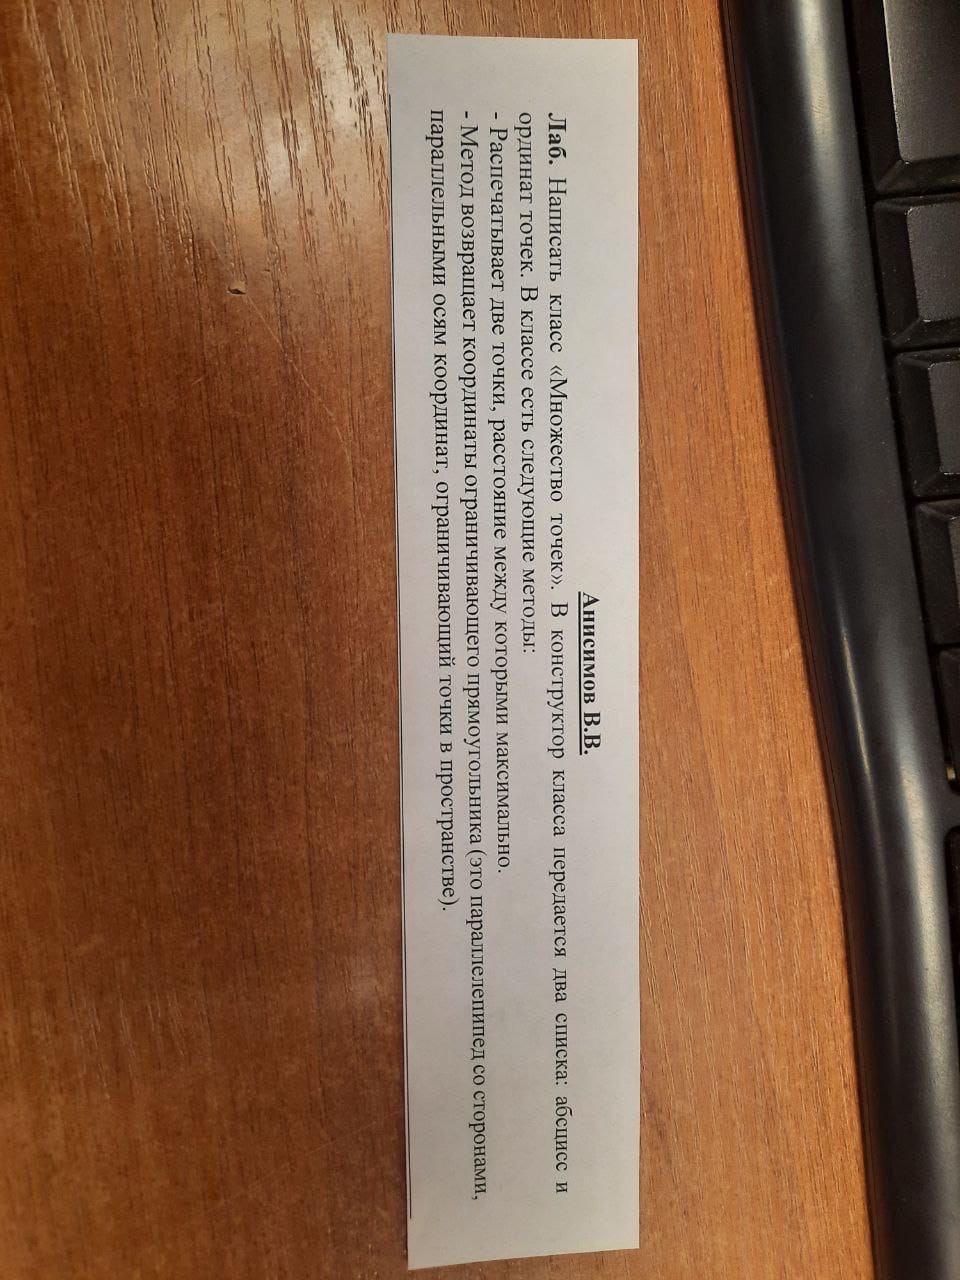 Анисимов В.В.
Лаб. Написать класс «Множество точек». В конструктор класса передается два списка: абсцисс и
ординат точек. В классе есть следующие методы:
- Распечатывает две точки, расстояние между которыми максимально.
- Метод возвращает координаты ограничивающего прямоугольника (это параллелепипед со сторонами,
параллельными осям координат, ограничивающий точки в пространстве).